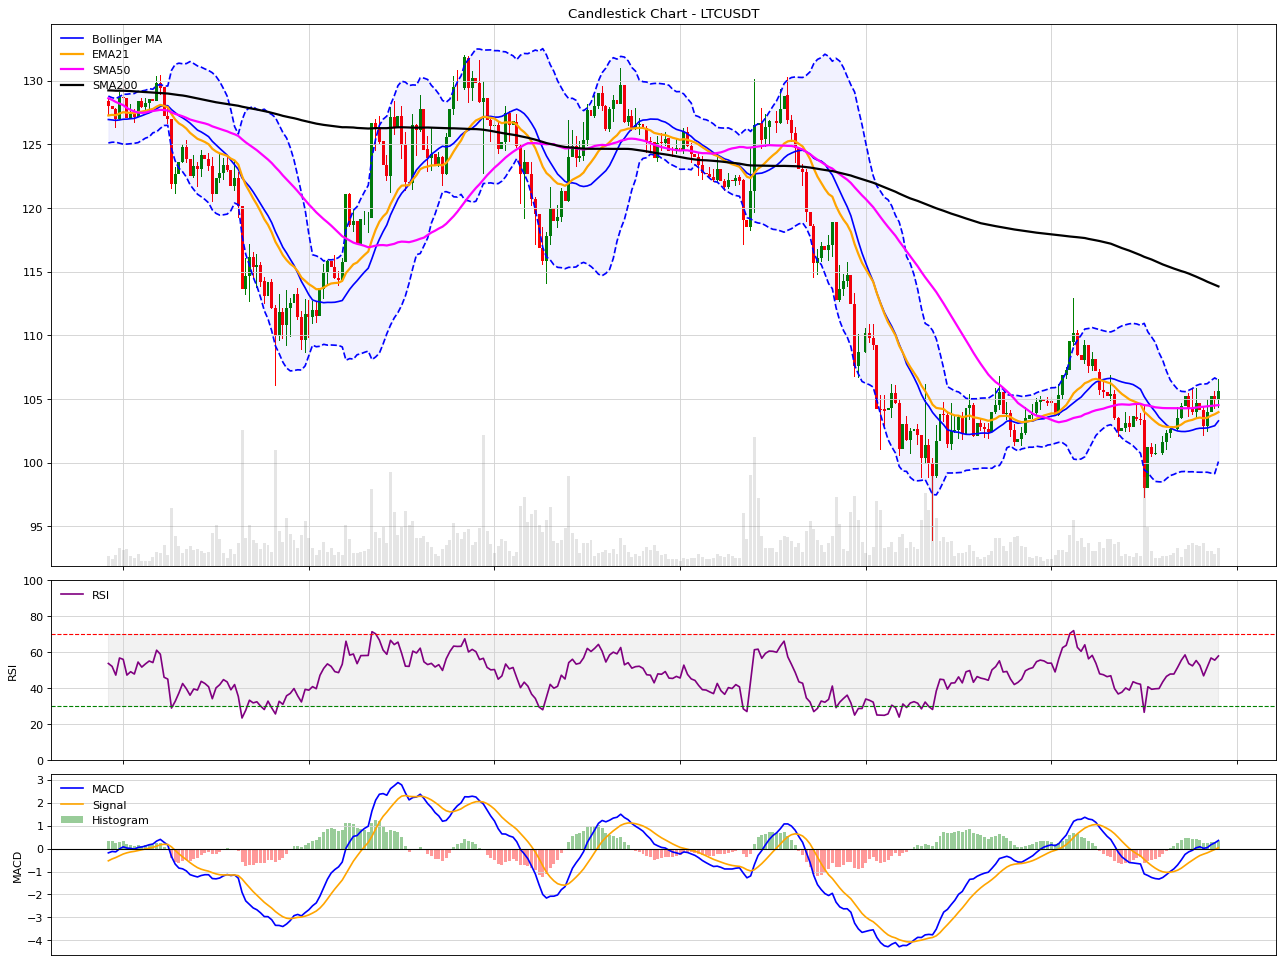 Candlestick Chart - LTCUSDT
Bollinger MA
EMA21
SMA50
SMA200
130
125
120
115
110
105
100
95
100
80
60
40
20
0
RSI
RSI
3
2
1
0
−1
−2
−3
−4
MACD
MACD
Signal
Histogram